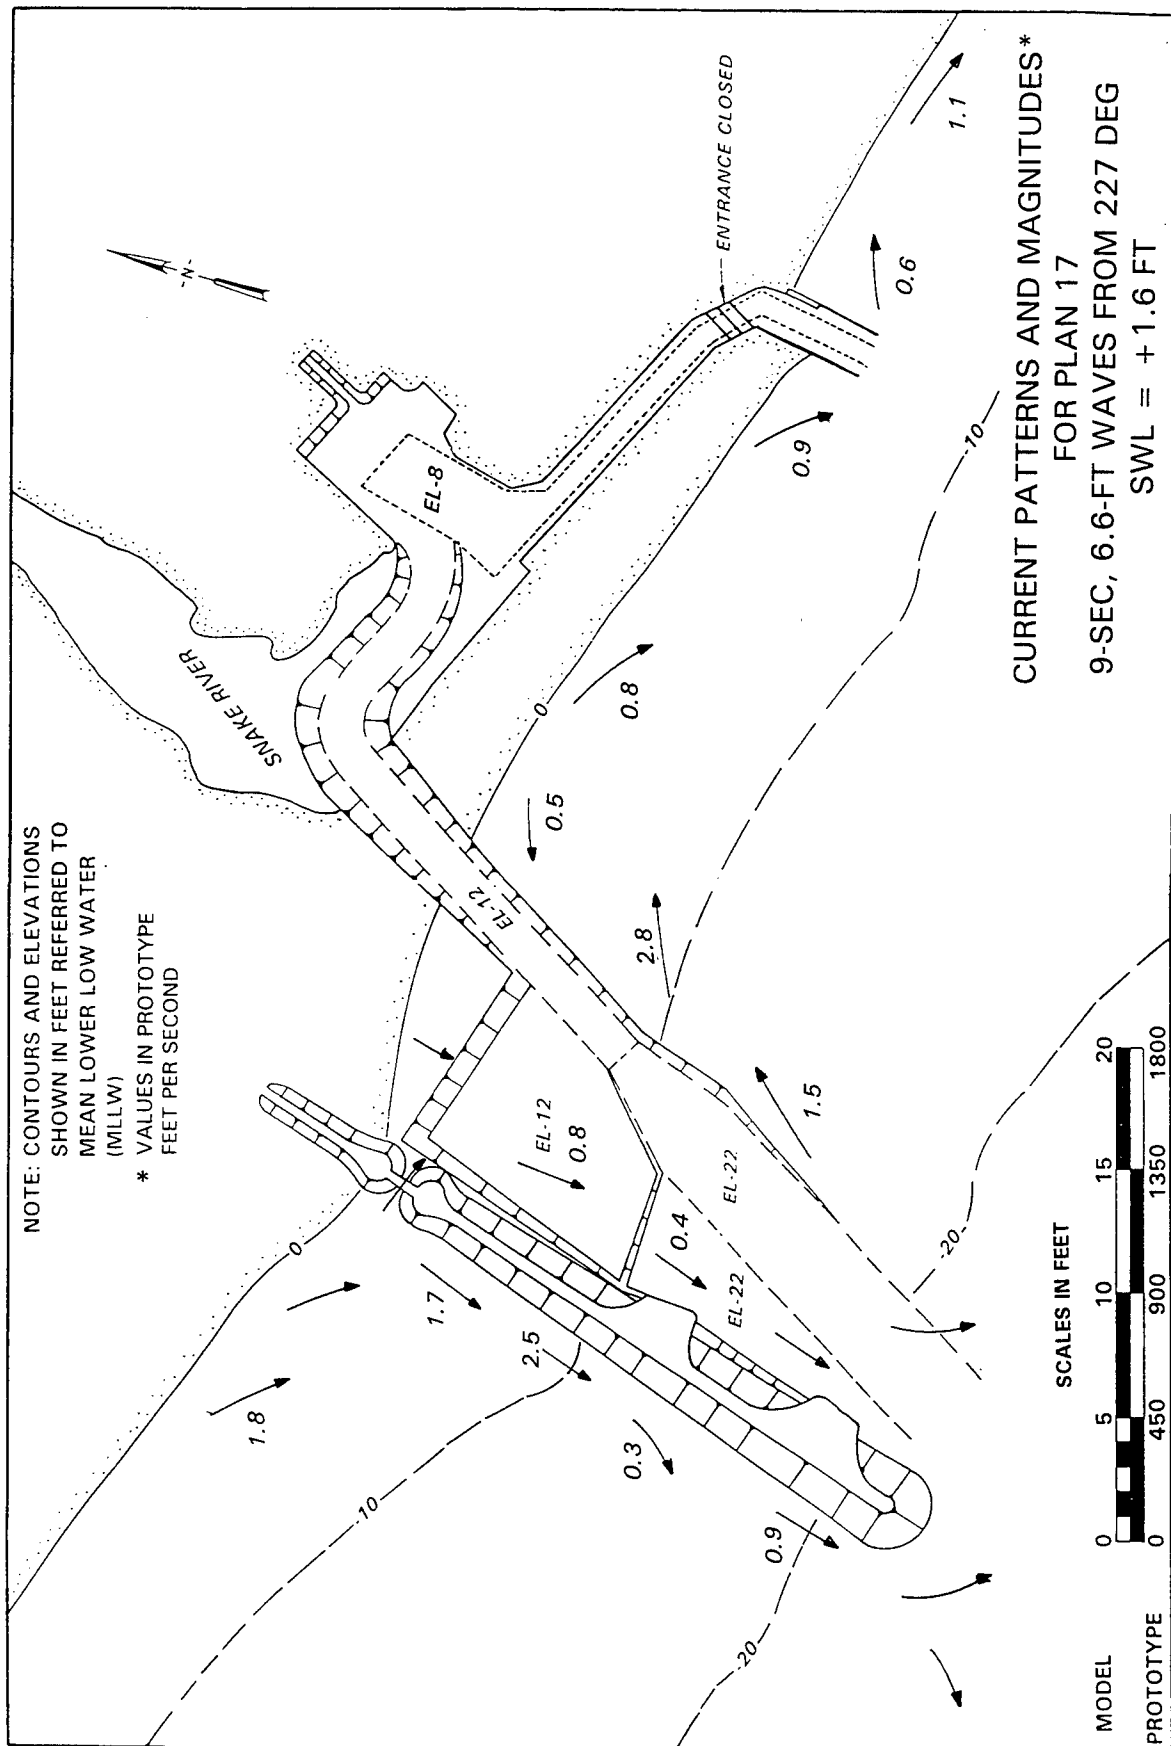 NOTE: CONTOURS AND ELEVATIONS
SHOWN IN FEET REFERRED TO
MEAN LOWER LOW WATER
(MLLW)
* VALUES IN PROTOTYPE
FEET PER SECOND
SNAKE RIVER
-N-
ENTRANCE CLOSED
EL-8
EL-12
EL-12
0.8
EL-22
EL-22
0.4
0
0
-10
-10
-20
-20
1.8
1.7
2.5
0.3
0.9
1.5
2.8
0.5
0.8
0.9
0.6
1.1
SCALES IN FEET
MODEL 0 5 10 15 20
PROTOTYPE 0 450 900 1350 1800
CURRENT PATTERNS AND MAGNITUDES*
FOR PLAN 17
9-SEC, 6.6-FT WAVES FROM 227 DEG
SWL = +1.6 FT